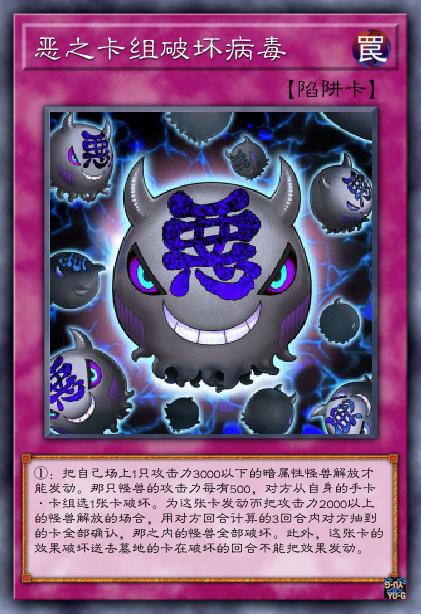 恶之卡组破坏病毒
罠
【陷阱卡】
悪
悪
悪
①：把自己场上1只攻击力3000以下的暗属性怪兽解放才
能发动。那只怪兽的攻击力每有500，对方从自身的手卡
·卡组选1张卡破坏。为这张卡发动而把攻击力2000以上
的怪兽解放的场合，用对方回合计算的3回合内对方抽到
的卡全部确认，那之内的怪兽全部破坏。此外，这张卡的
效果破坏送去墓地的卡在破坏的回合不能把效果发动。
YU-G